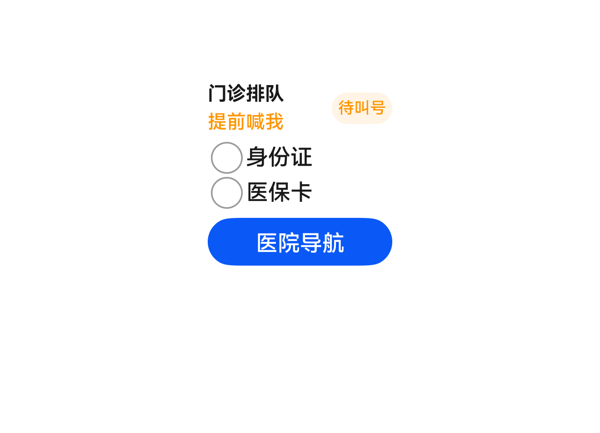 门诊排队
待叫号
提前喊我
身份证
医保卡
医院导航